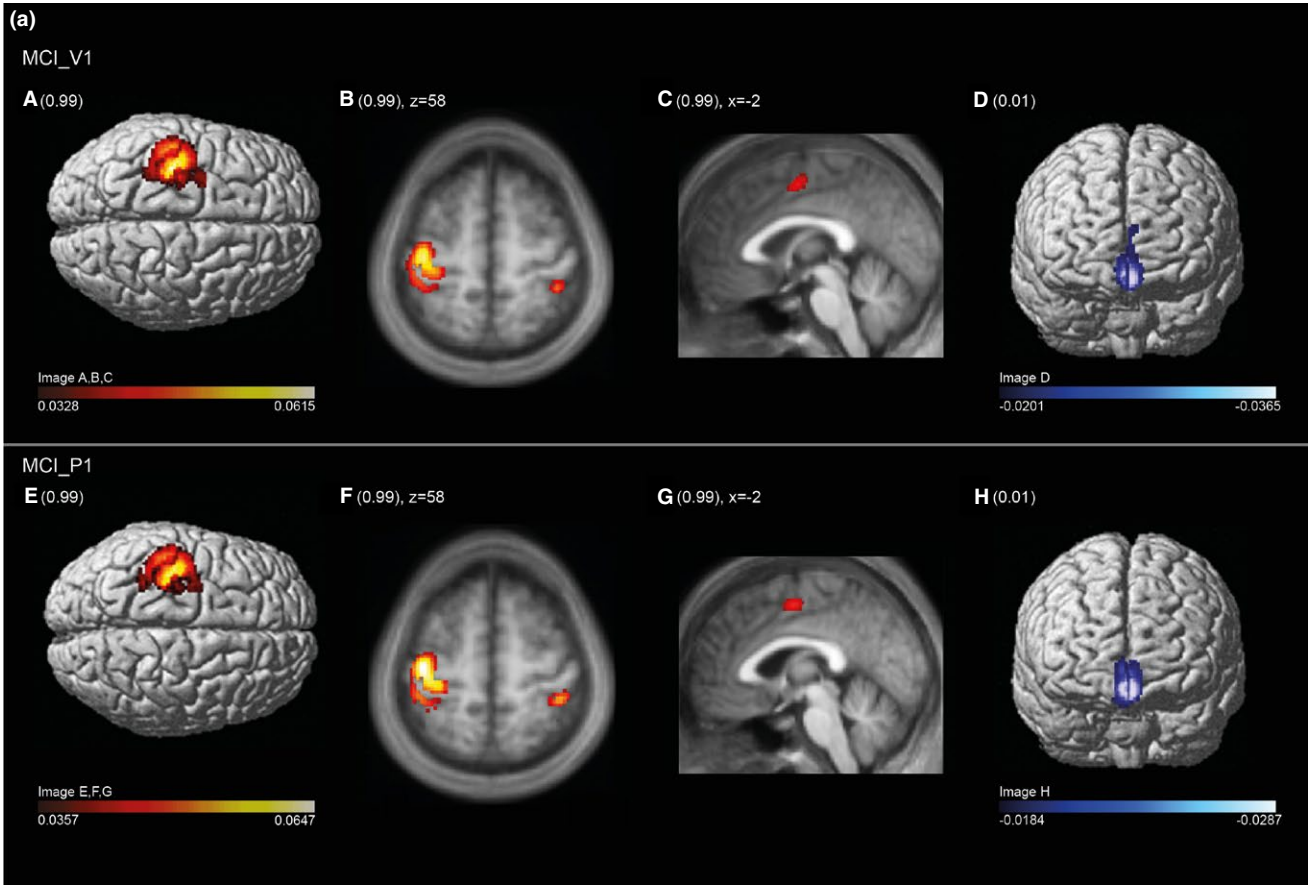 (a)
MCI_V1
A (0.99)
B (0.99), z=58
C (0.99), x=-2
D (0.01)
Image A,B,C
0.0328 0.0615
Image D
-0.0201 -0.0365
MCI_P1
E (0.99)
F (0.99), z=58
G (0.99), x=-2
H (0.01)
Image E,F,G
0.0357 0.0647
Image H
-0.0184 -0.0287